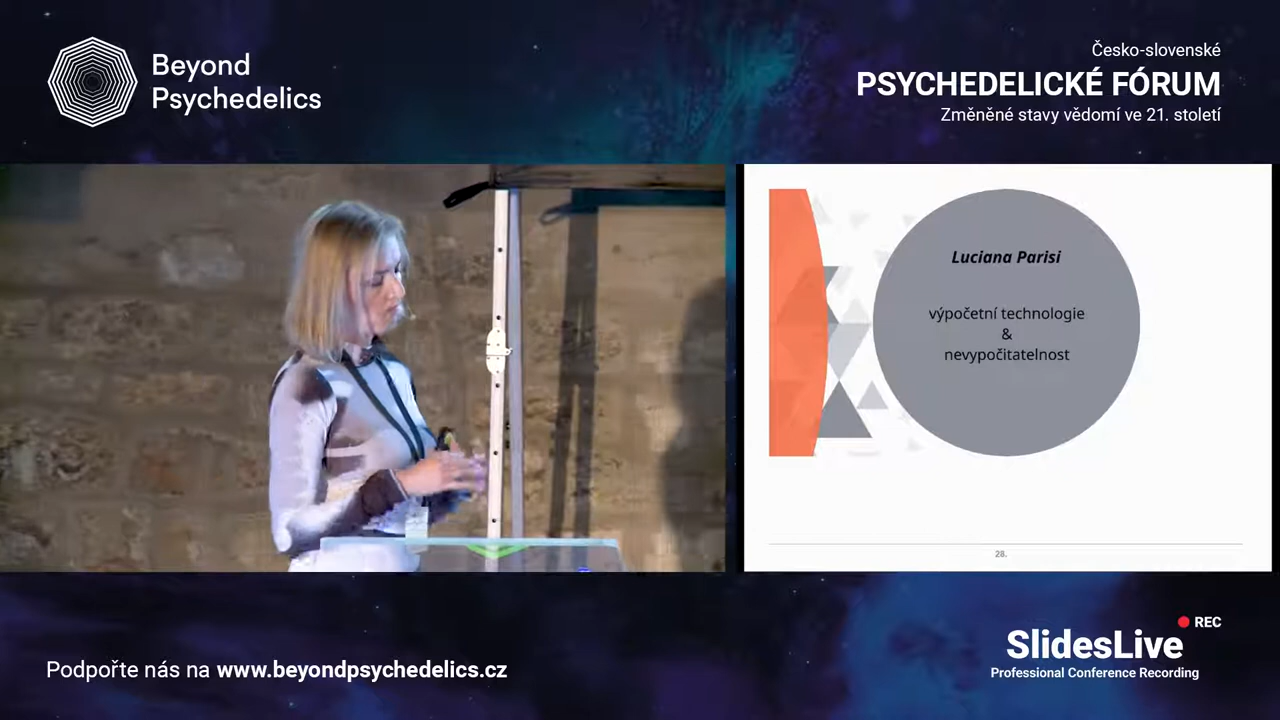 Beyond
Psychedelics
Česko-slovenské
PSYCHEDELICKÉ FÓRUM
Změněné stavy vědomí ve 21. století
Luciana Parisi
výpočetní technologie
&
nevypočitatelnost
28.
REC
SlidesLive
Professional Conference Recording
Podpořte nás na www.beyondpsychedelics.cz